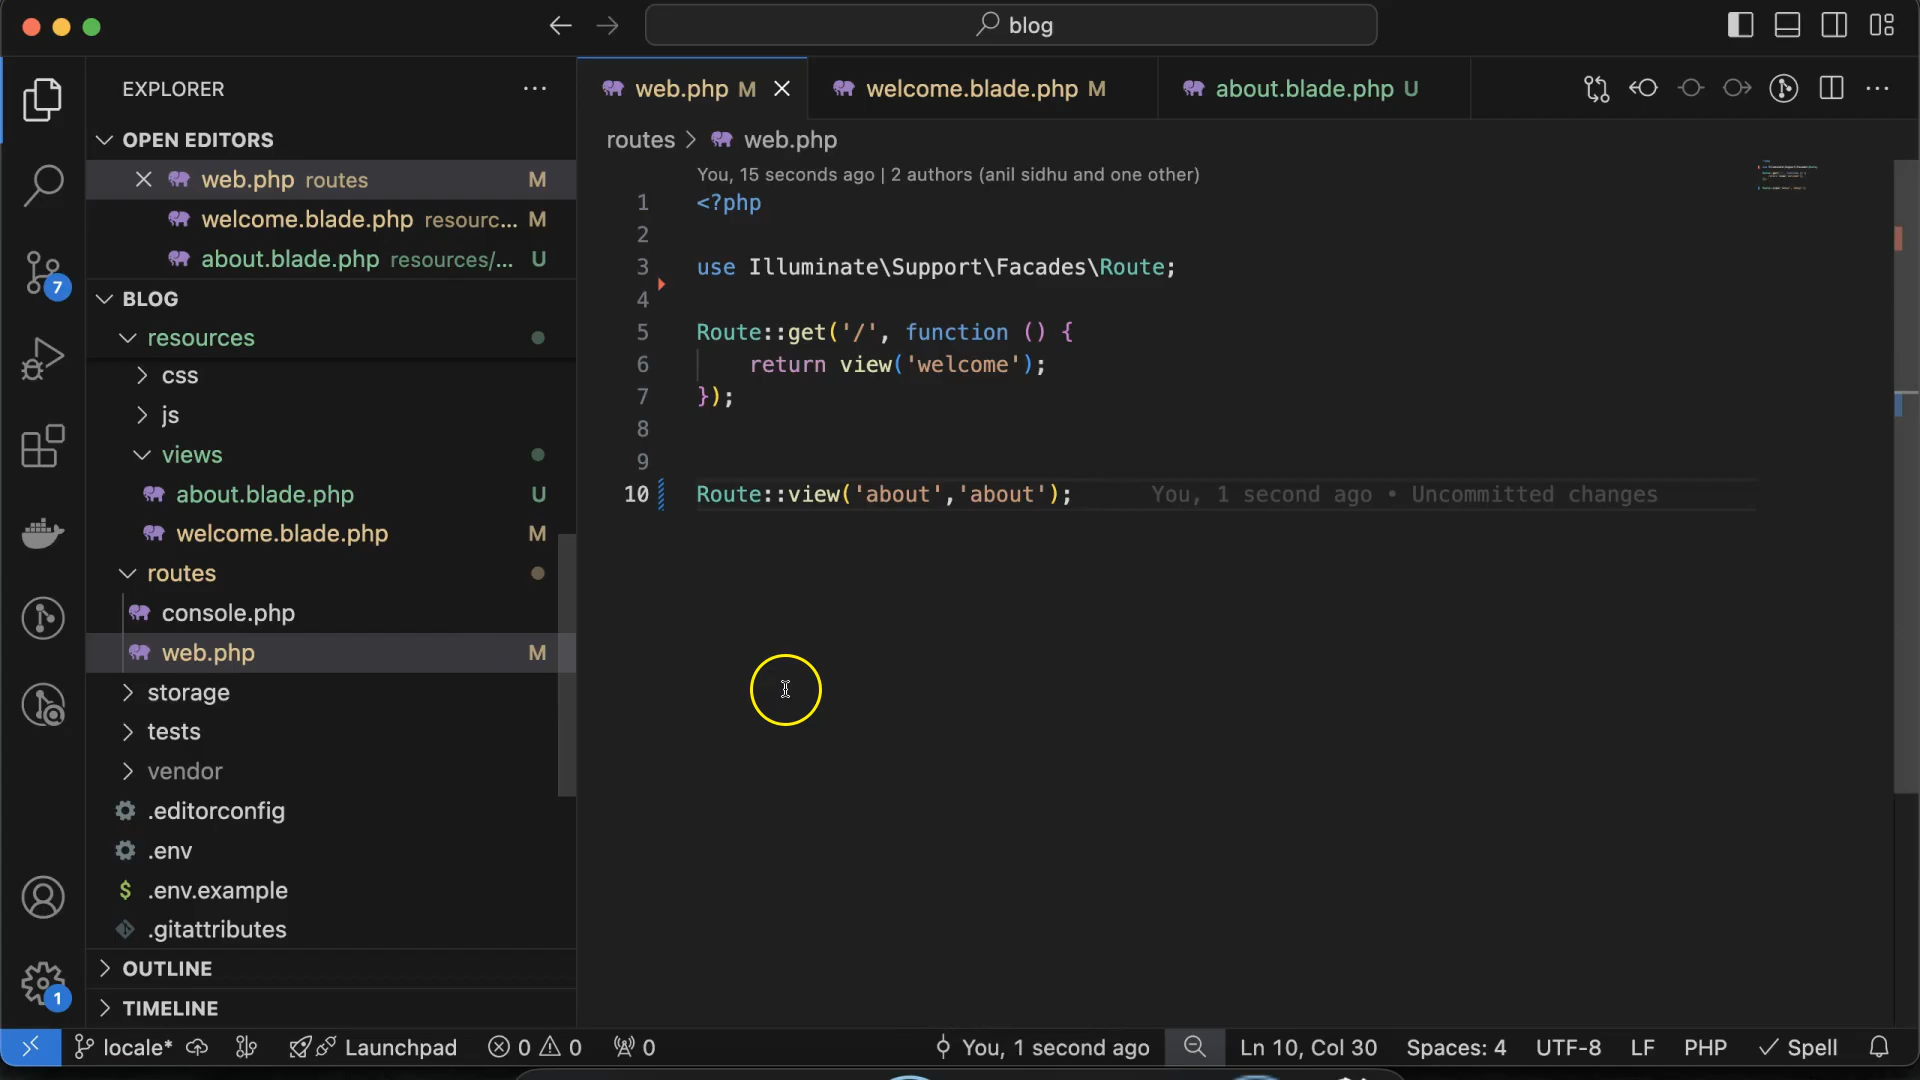 blog
EXPLORER
OPEN EDITORS
web.php routes M
welcome.blade.php resourc... M
about.blade.php resources/... U
BLOG
resources
css
js
views
about.blade.php U
welcome.blade.php M
routes
console.php
web.php M
storage
tests
vendor
.editorconfig
.env
$ .env.example
.gitattributes
OUTLINE
TIMELINE
7
1
web.php M
welcome.blade.php M
about.blade.php U
routes > web.php
You, 15 seconds ago | 2 authors (anil sidhu and one other)
1 <?php
2
3 use Illuminate\Support\Facades\Route;
4
5 Route::get('/', function () {
6 return view('welcome');
7 });
8
9
10 Route::view('about','about'); You, 1 second ago • Uncommitted changes
locale* Launchpad 0 0 0 You, 1 second ago Ln 10, Col 30 Spaces: 4 UTF-8 LF PHP Spell